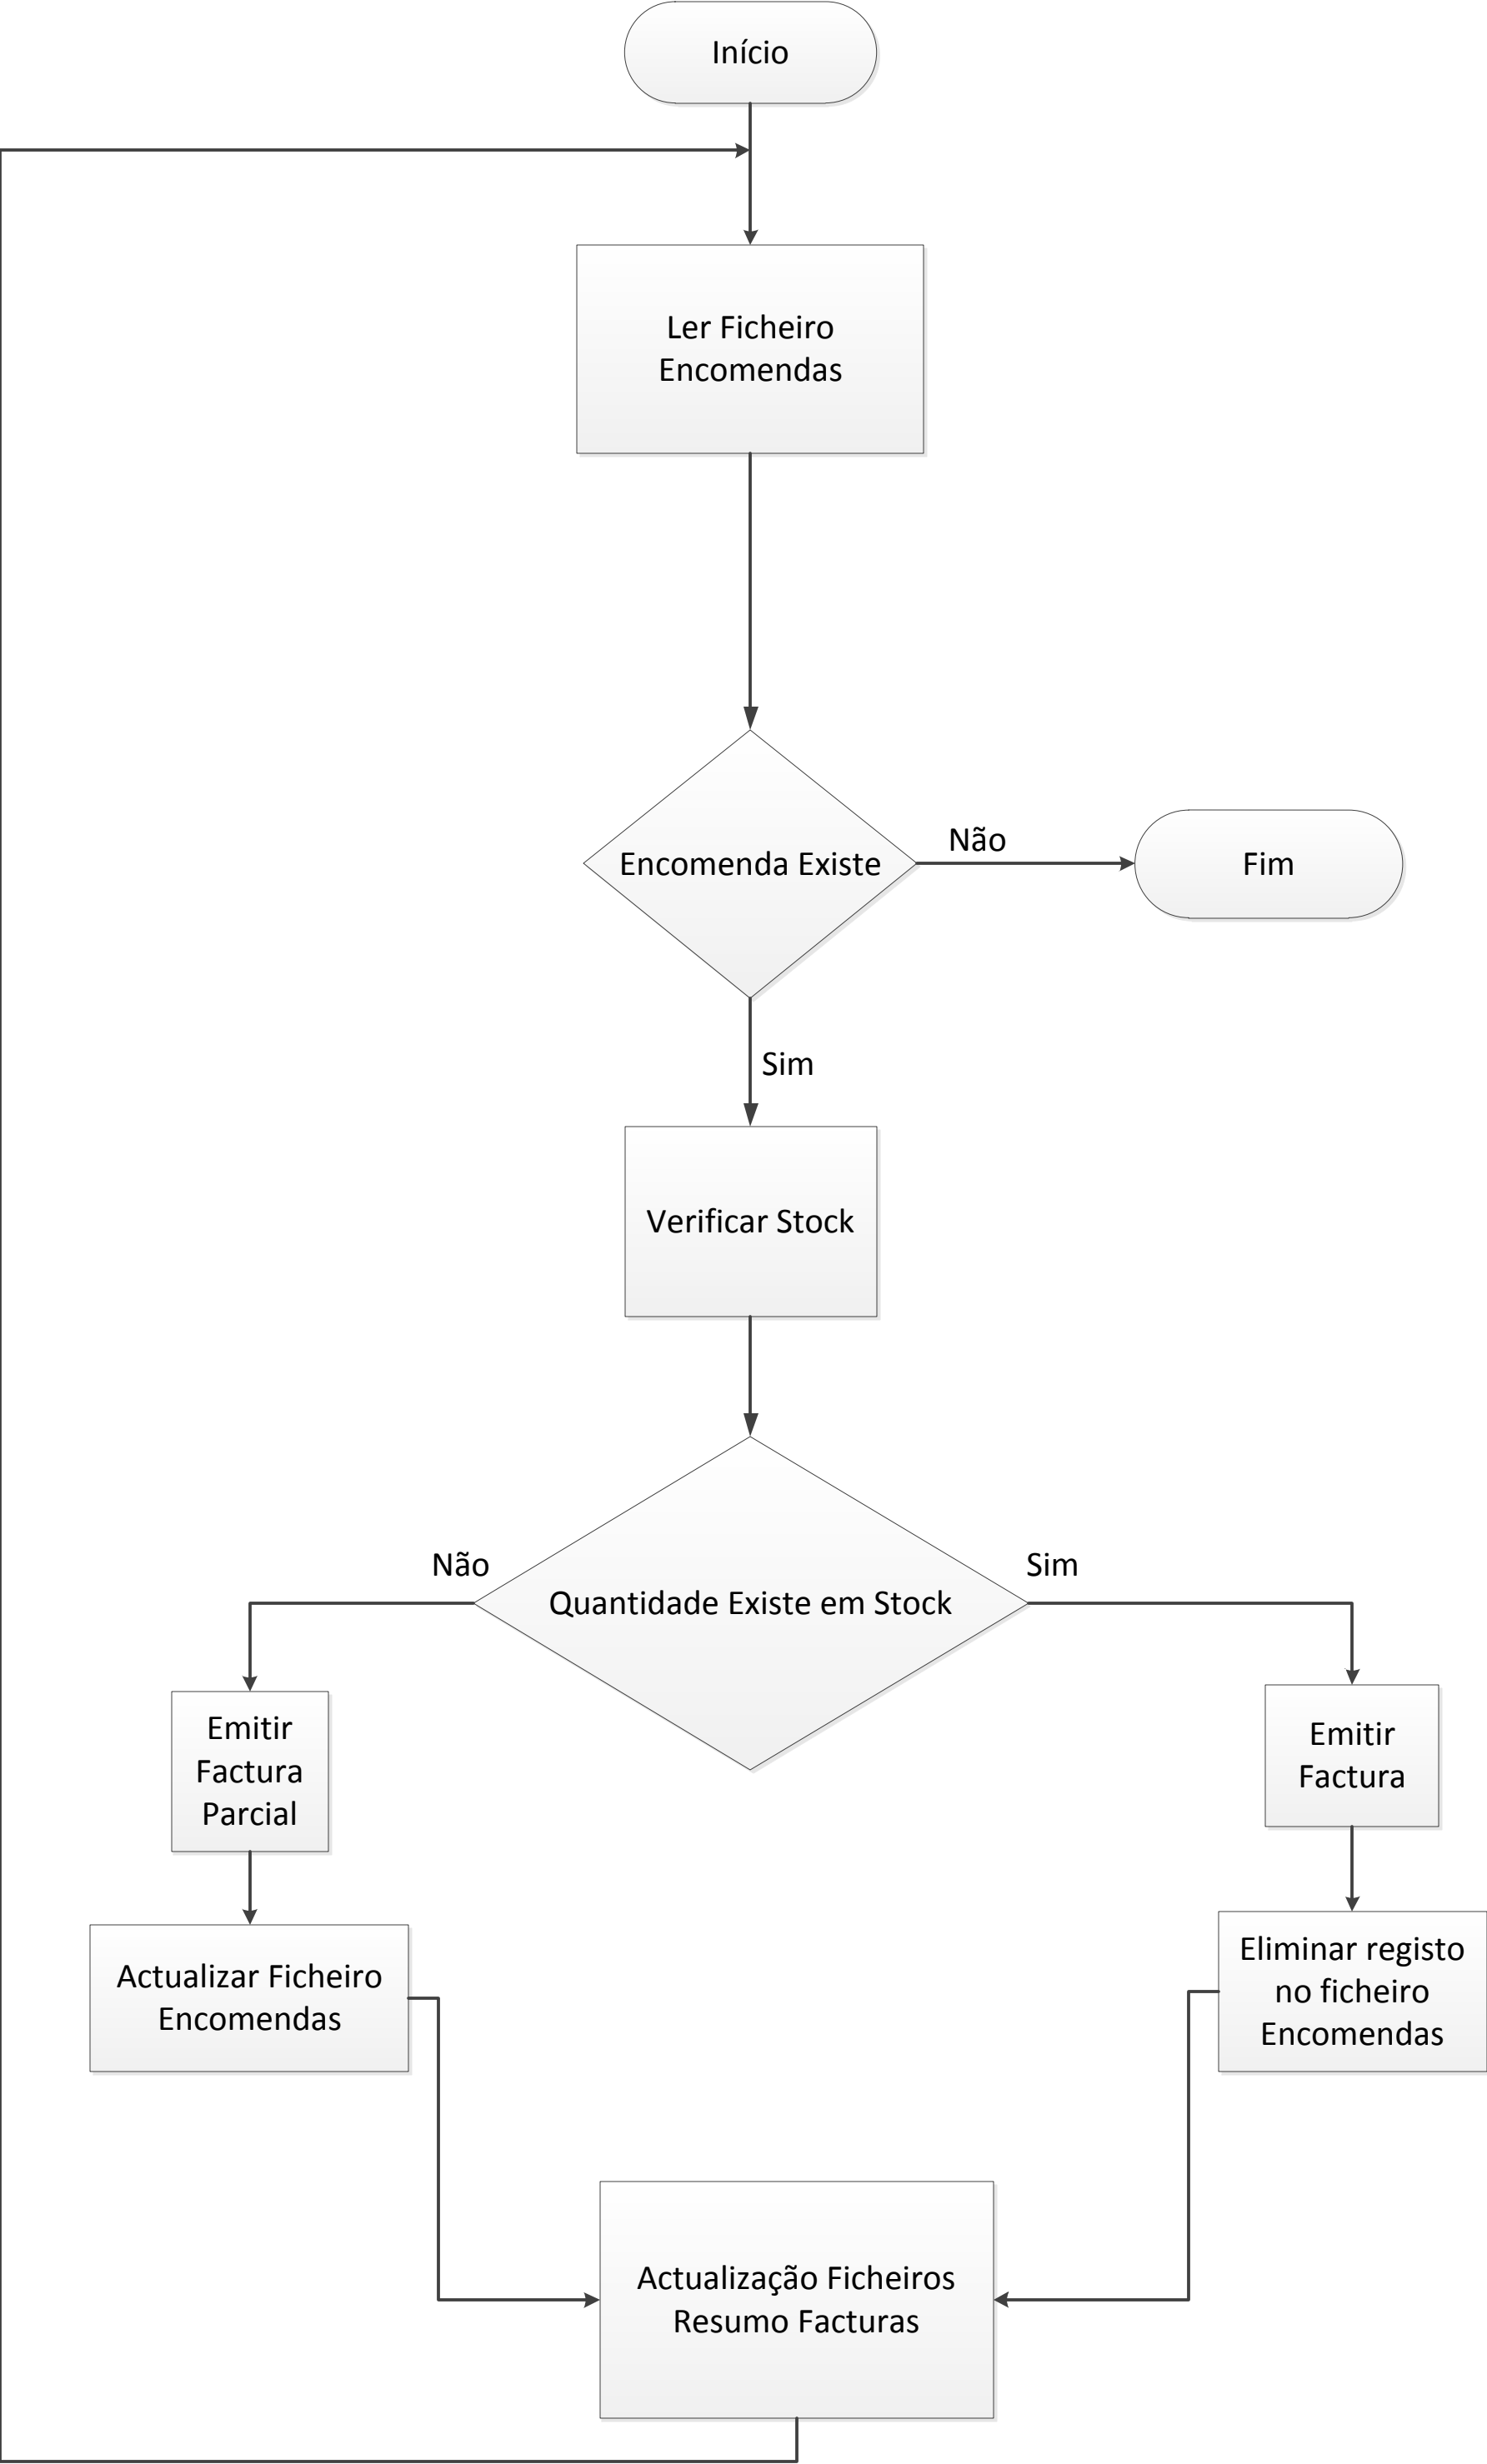 Início
Ler Ficheiro
Encomendas
Encomenda Existe
Não
Fim
Sim
Verificar Stock
Quantidade Existe em Stock
Não
Sim
Emitir
Factura
Parcial
Emitir
Factura
Actualizar Ficheiro
Encomendas
Eliminar registo
no ficheiro
Encomendas
Actualização Ficheiros
Resumo Facturas